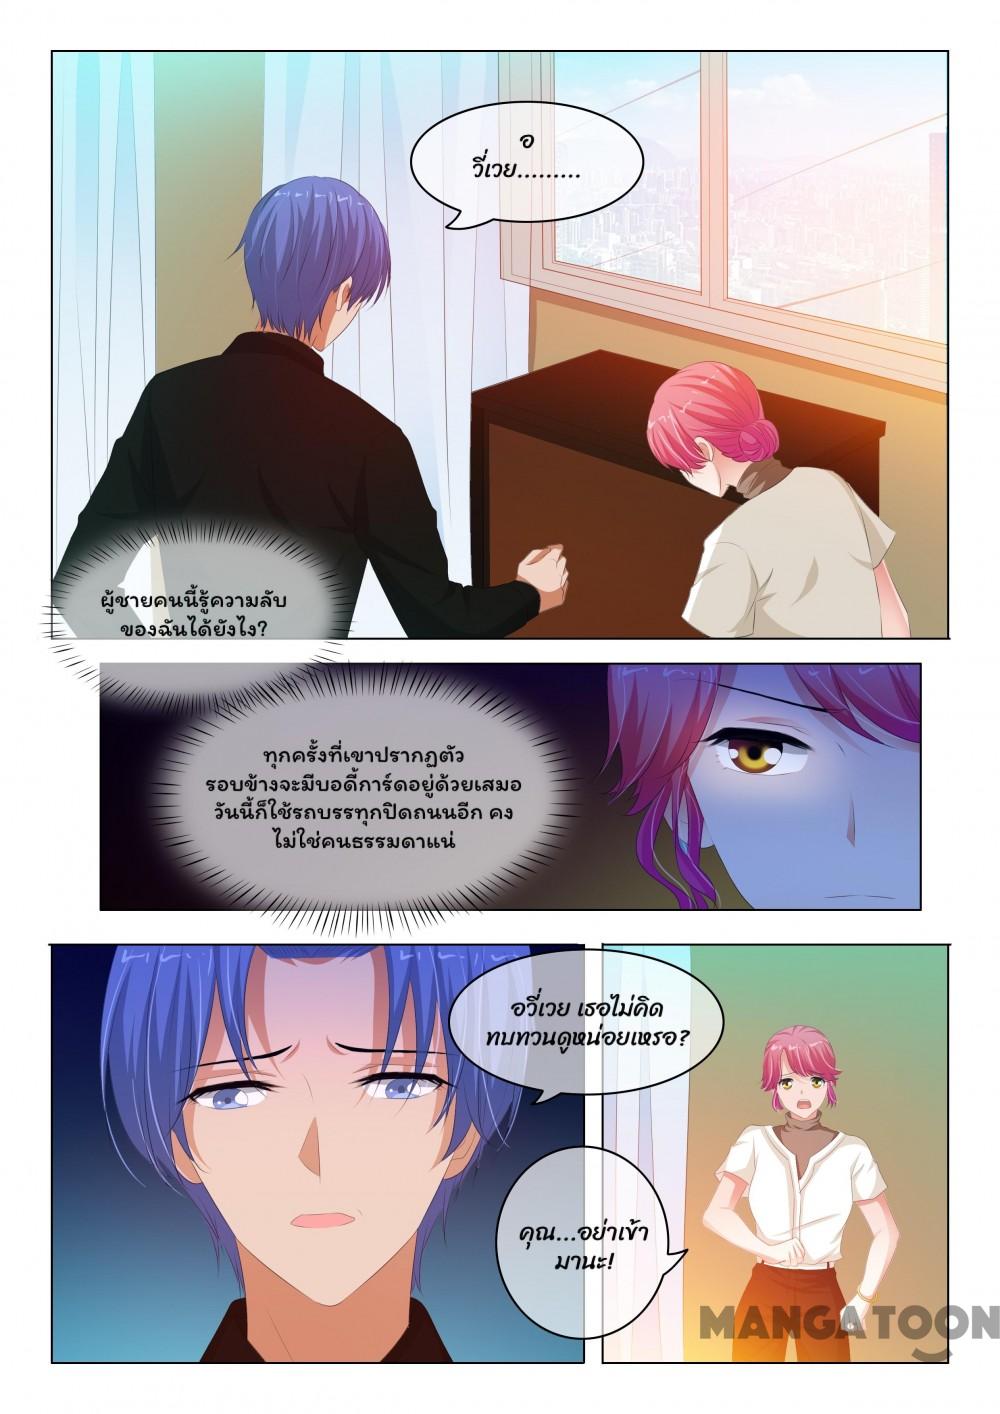 อ
วี่เวย.........
ผู้ชายคนนี้รู้ความลับ
ของฉันได้ยังไง?
ทุกครั้งที่เขาปรากฏตัว
รอบข้างจะมีบอดี้การ์ดอยู่ด้วยเสมอ
วันนี้ก็ใช้รถบรรทุกปิดถนนอีก คง
ไม่ใช่คนธรรมดาแน่
อวี่เวย เธอไม่คิด
ทบทวนดูหน่อยเหรอ?
คุณ...อย่าเข้า
มานะ!
MANGATOON